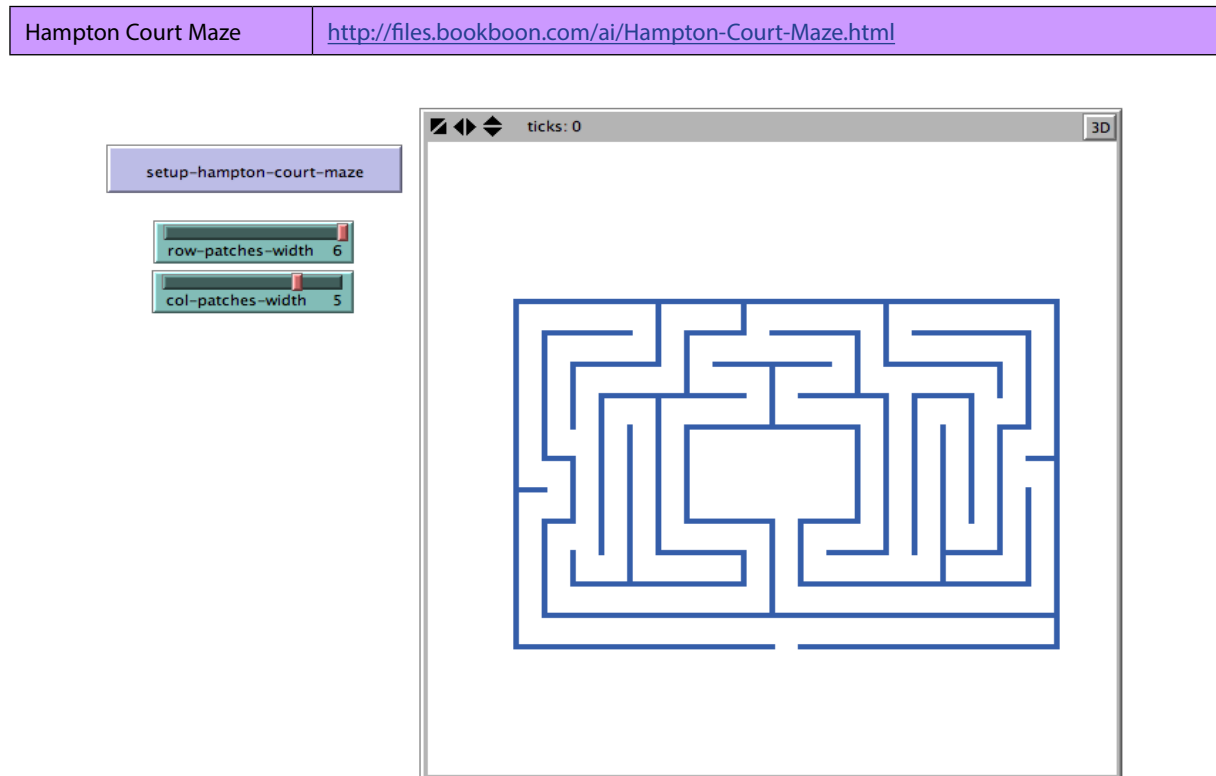 Hampton Court Maze http://files.bookboon.com/ai/Hampton-Court-Maze.html
ticks: 0 3D
setup-hampton-court-maze
row-patches-width 6
col-patches-width 5